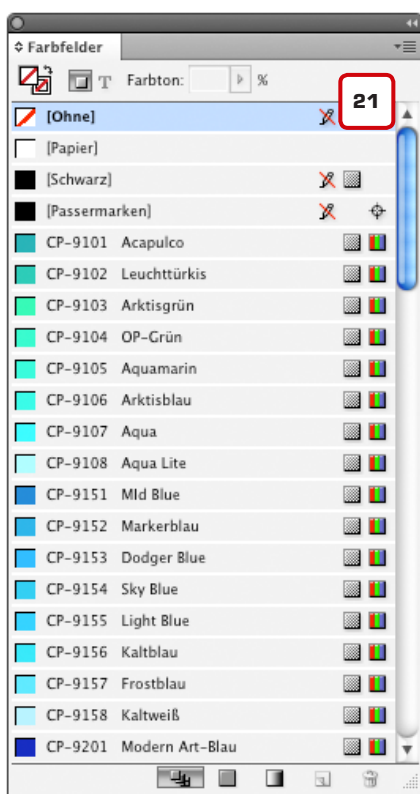 Farbfelder
T Farbton: %
21
[Ohne]
[Papier]
[Schwarz]
[Passermarken]
CP-9101 Acapulco
CP-9102 Leuchttürkis
CP-9103 Arktisgrün
CP-9104 OP-Grün
CP-9105 Aquamarin
CP-9106 Arktisblau
CP-9107 Aqua
CP-9108 Aqua Lite
CP-9151 MId Blue
CP-9152 Markerblau
CP-9153 Dodger Blue
CP-9154 Sky Blue
CP-9155 Light Blue
CP-9156 Kaltblau
CP-9157 Frostblau
CP-9158 Kaltweiß
CP-9201 Modern Art-Blau